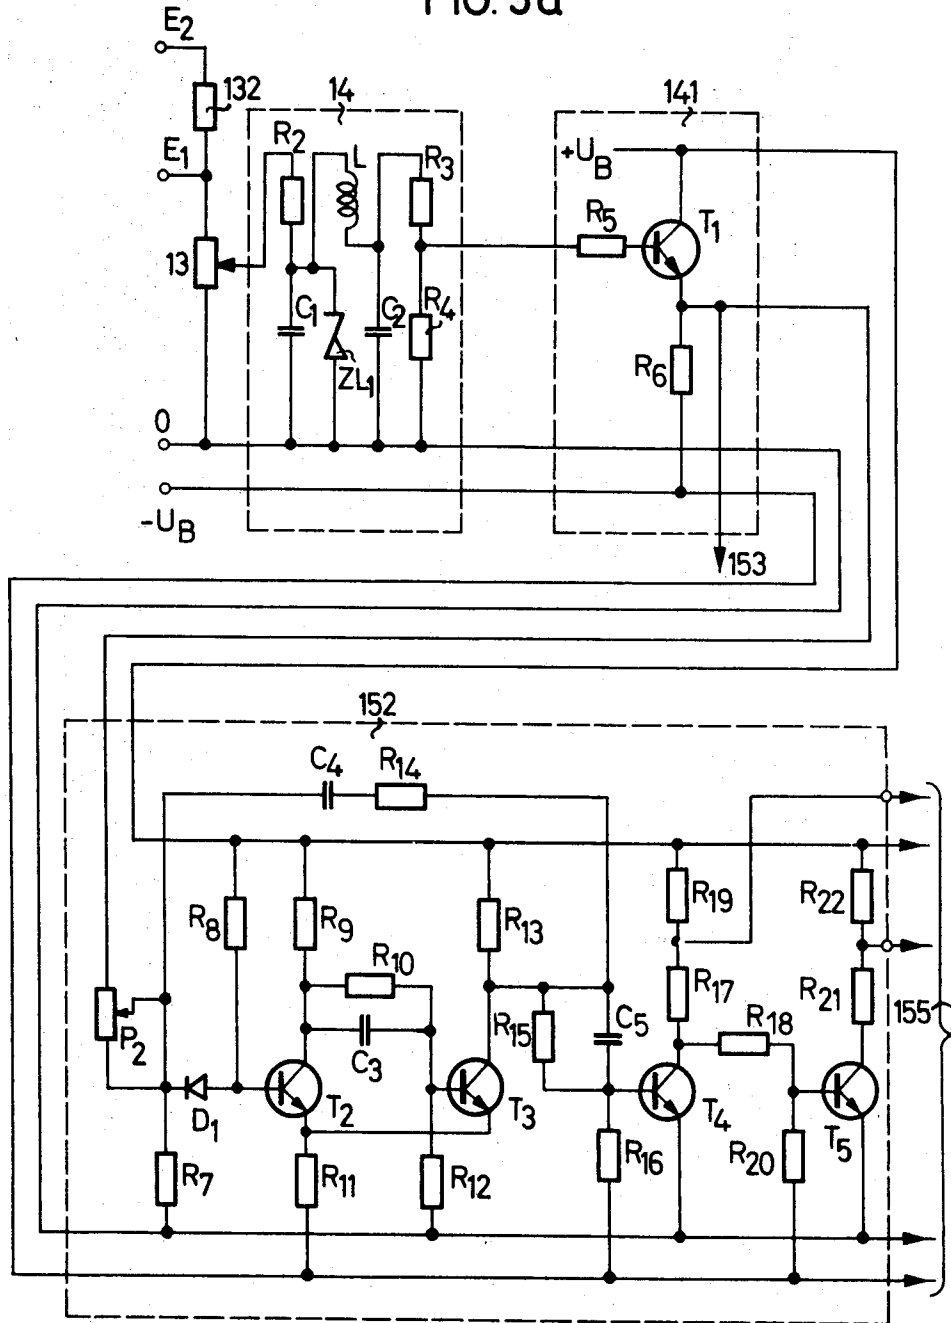 FIG. 3a
E2
132
14
141
E1
R2
L
R3
+UB
R5
T1
13
C1
C2
R4
ZL1
R6
0
-UB
153
152
C4
R14
R8
R9
R13
R19
R22
R10
R17
R21
155
P2
C3
R15
C5
R18
D1
T2
T3
T4
T5
R7
R11
R12
R16
R20